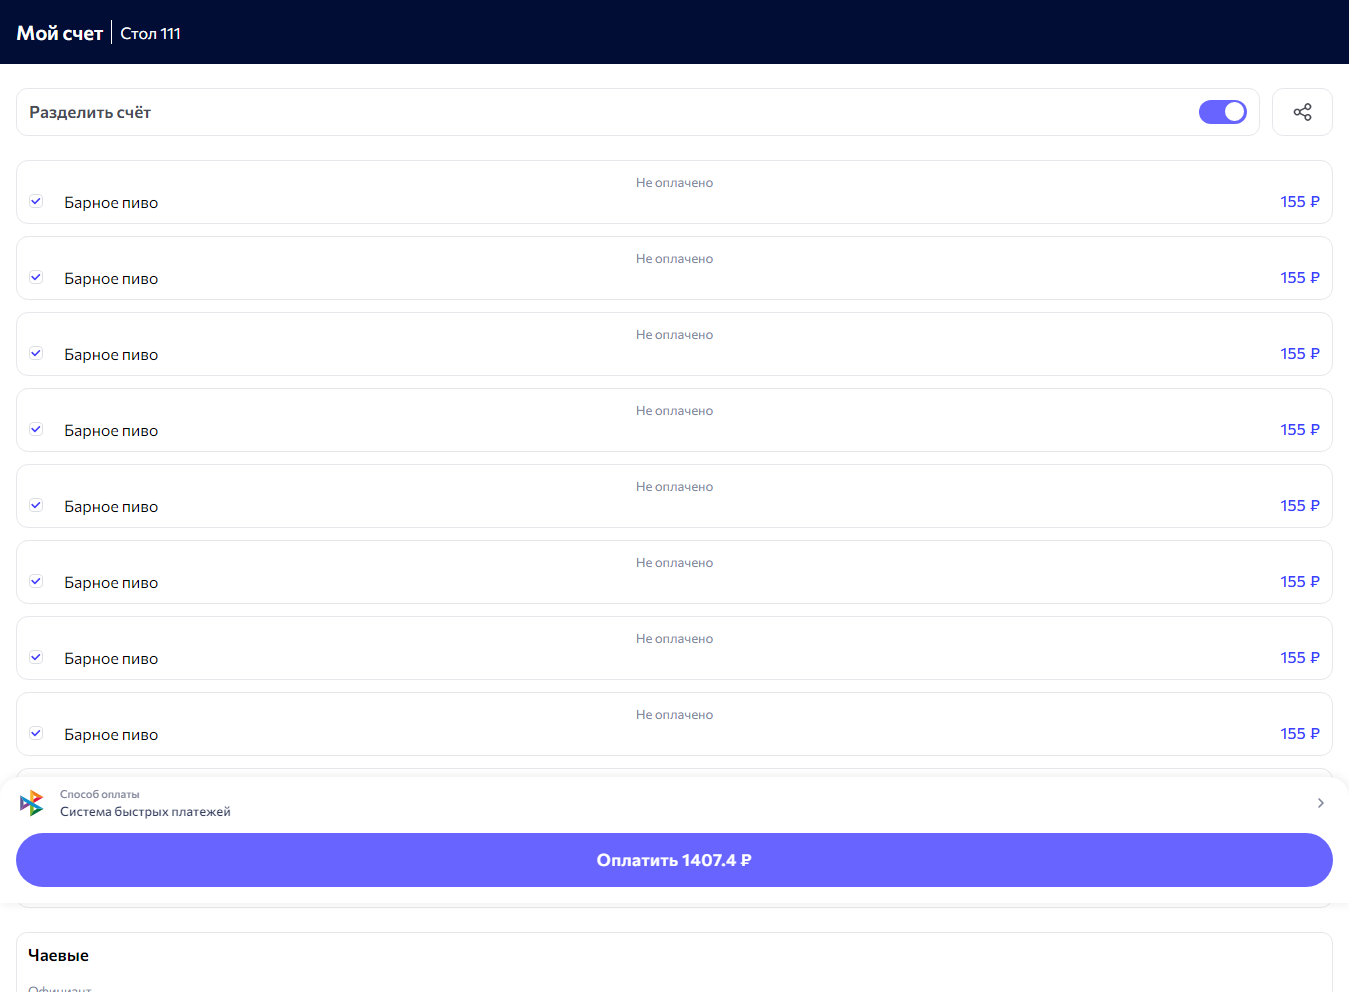 Мой счет Стол 111
Разделить счёт
Не оплачено
Барное пиво 155 ₽
Не оплачено
Барное пиво 155 ₽
Не оплачено
Барное пиво 155 ₽
Не оплачено
Барное пиво 155 ₽
Не оплачено
Барное пиво 155 ₽
Не оплачено
Барное пиво 155 ₽
Не оплачено
Барное пиво 155 ₽
Не оплачено
Барное пиво 155 ₽
Способ оплаты
Система быстрых платежей
Оплатить 1407.4 ₽
Чаевые
Официант